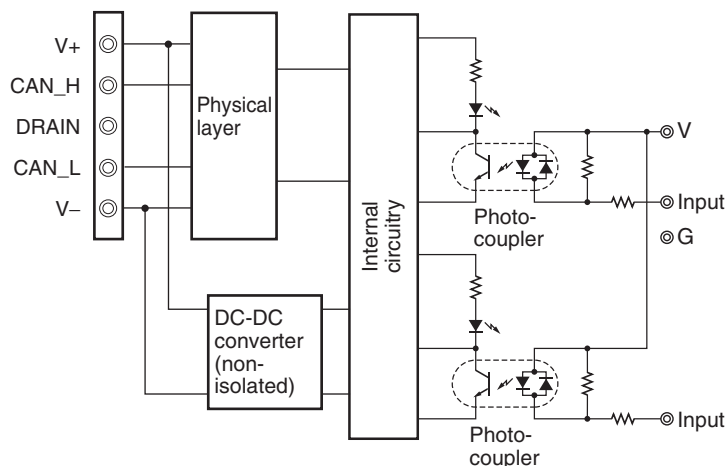 V+
CAN_H
DRAIN
CAN_L
V–
Physical
layer
DC-DC
converter
(non-
isolated)
Internal
circuitry
Photo-
coupler
V
Input
G
Photo-
coupler
Input